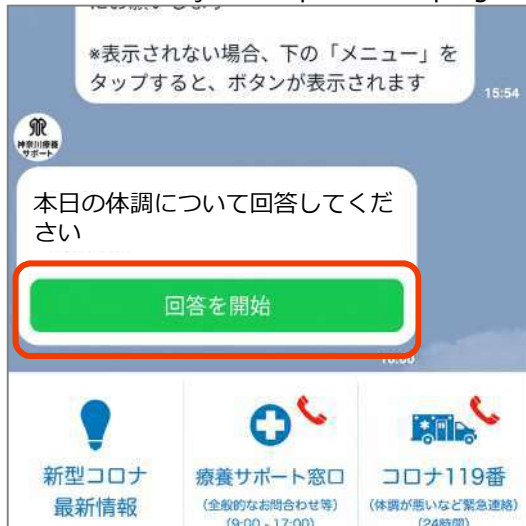 ※表示されない場合、下の「メニュー」を
タップすると、ボタンが表示されます
15:54
神奈川療養
サポート
本日の体調について回答してくだ
さい
回答を開始
新型コロナ
最新情報
療養サポート窓口
(全般的なお問合わせ等)
(9:00 - 17:00)
コロナ119番
(体調が悪いなど緊急連絡)
(24時間)